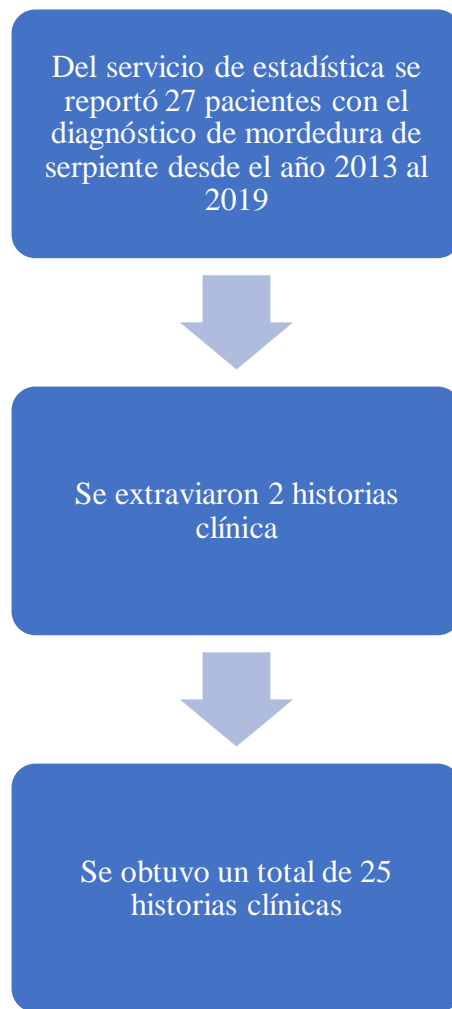 Del servicio de estadística se
reportó 27 pacientes con el
diagnóstico de mordedura de
serpiente desde el año 2013 al
2019
Se extraviaron 2 historias
clínica
Se obtuvo un total de 25
historias clínicas